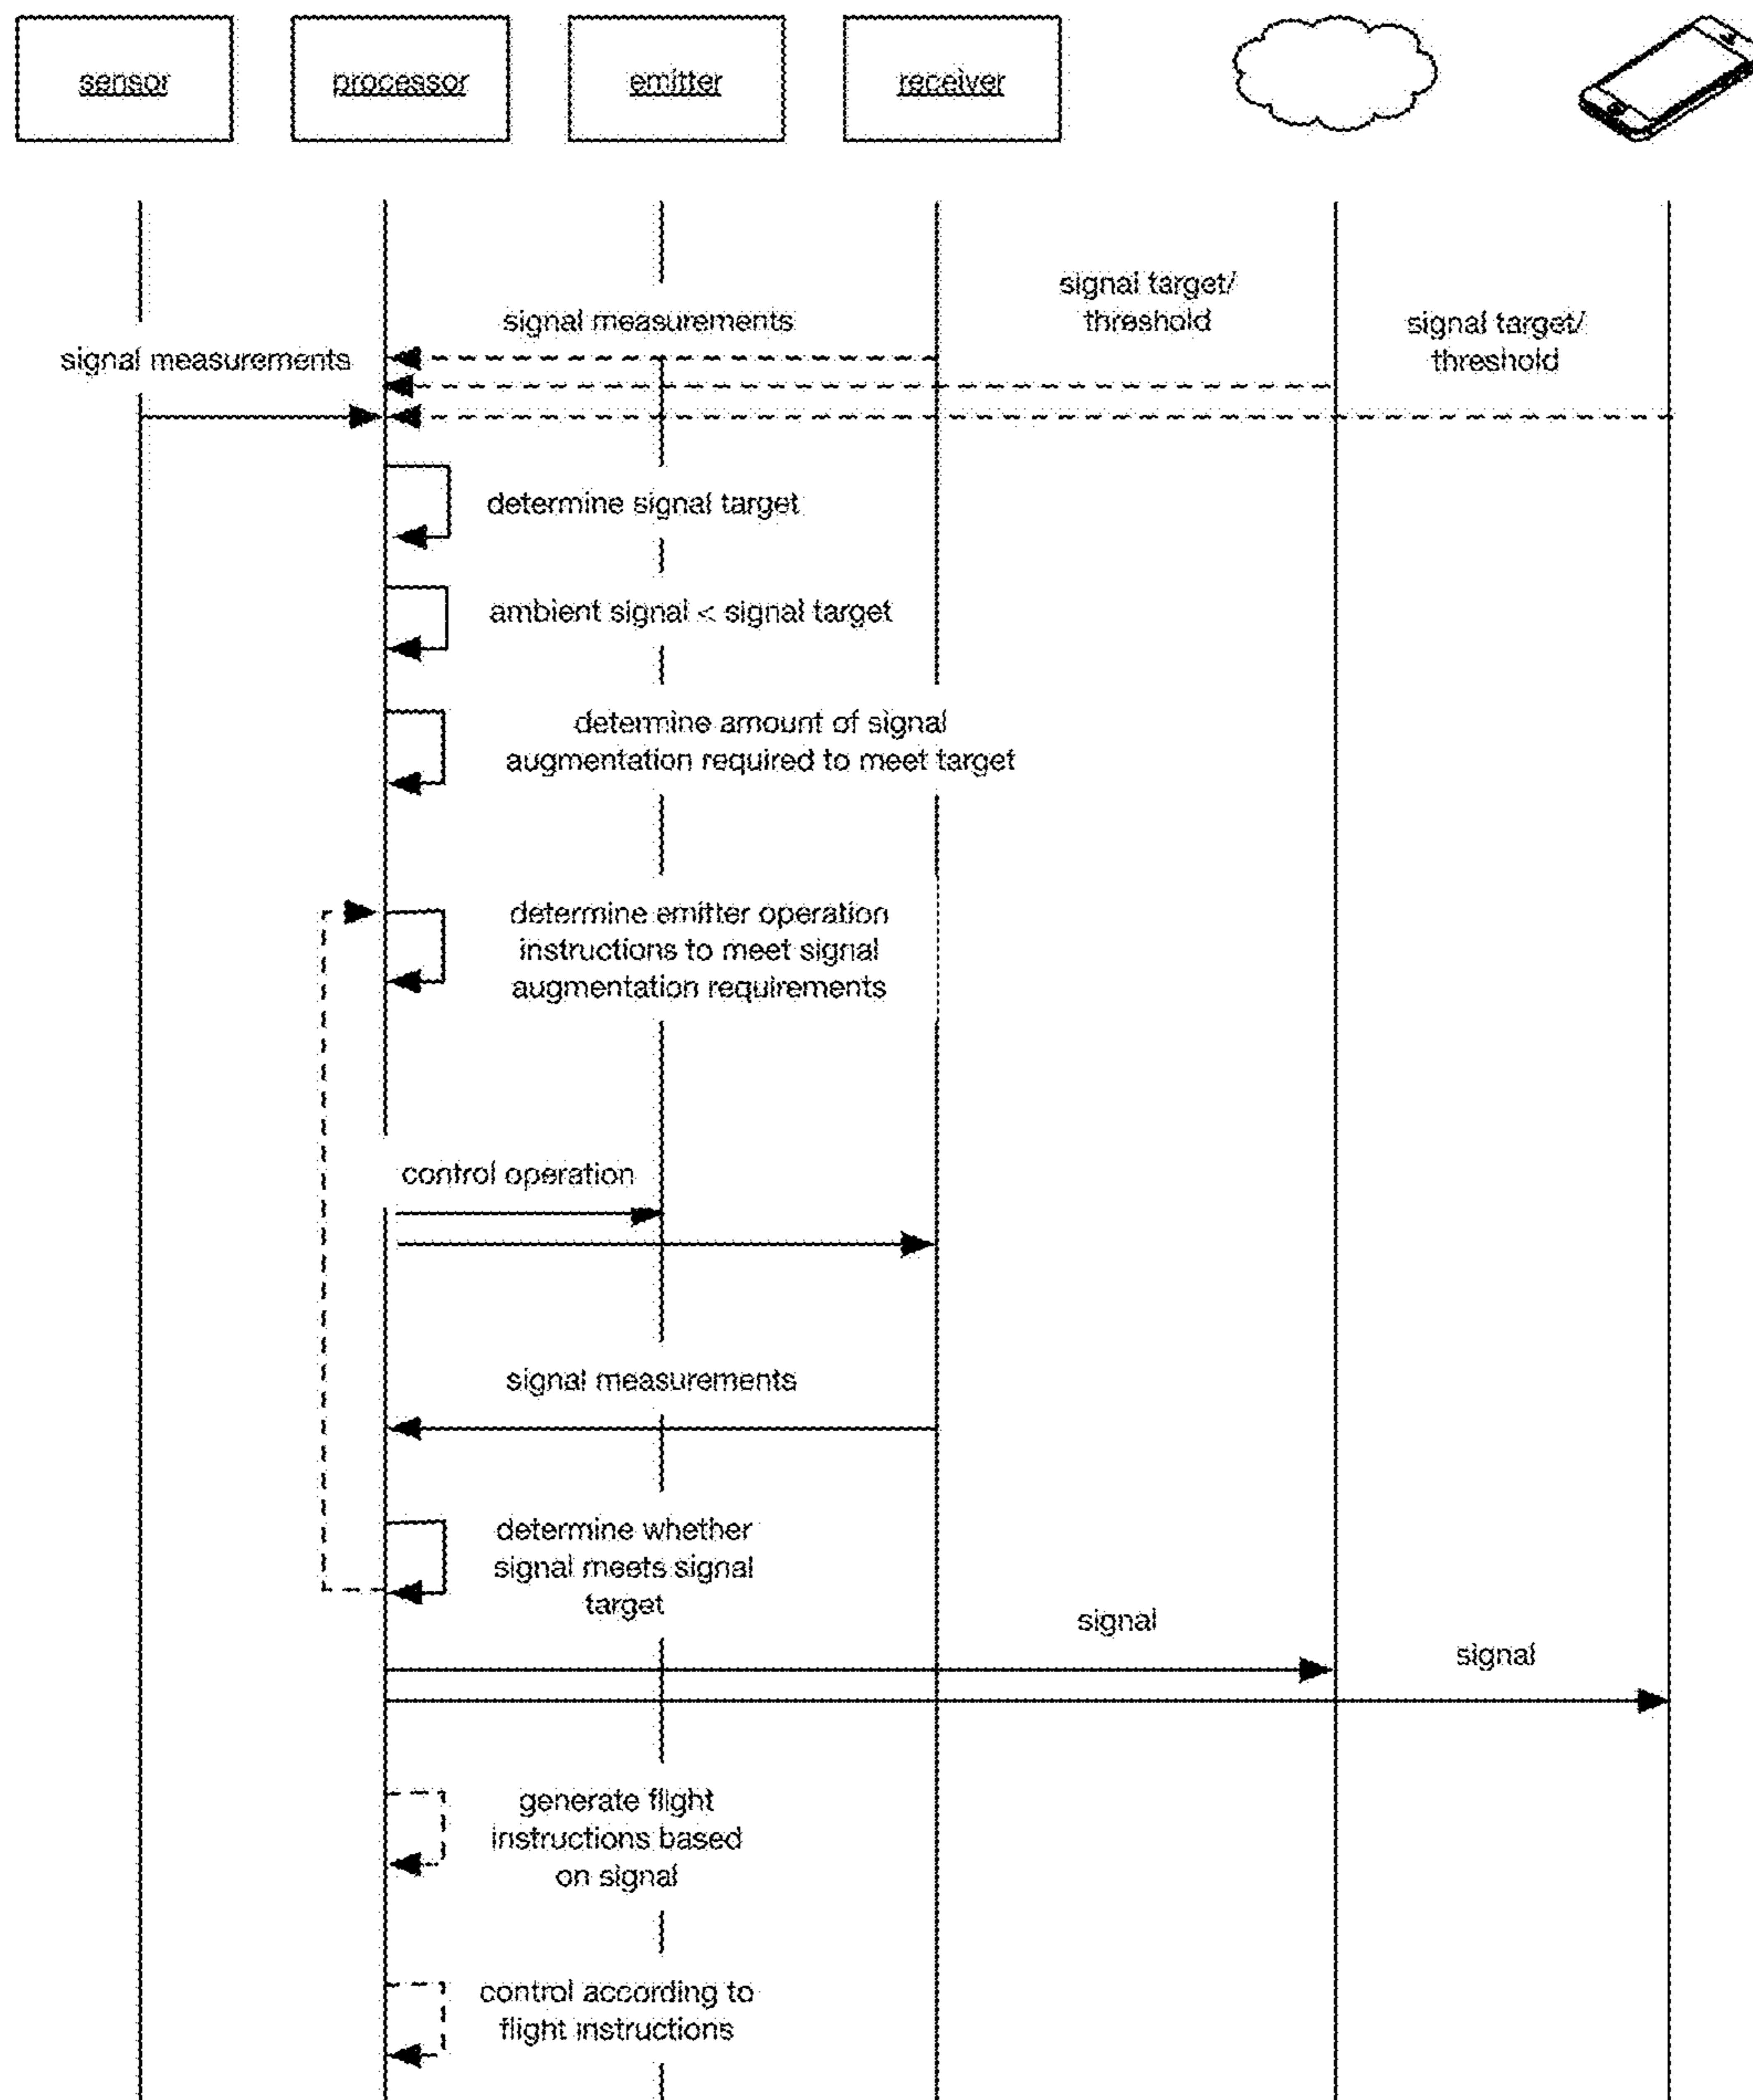 sensor
processor
emitter
receiver
signal target/
threshold
signal measurements
signal target/
threshold
signal measurements
determine signal target
ambient signal < signal target
determine amount of signal
augmentation required to meet target
determine emitter operation
instructions to meet signal
augmentation requirements
control operation
signal measurements
determine whether
signal meets signal
target
signal
signal
generate flight
instructions based
on signal
control according to
flight instructions